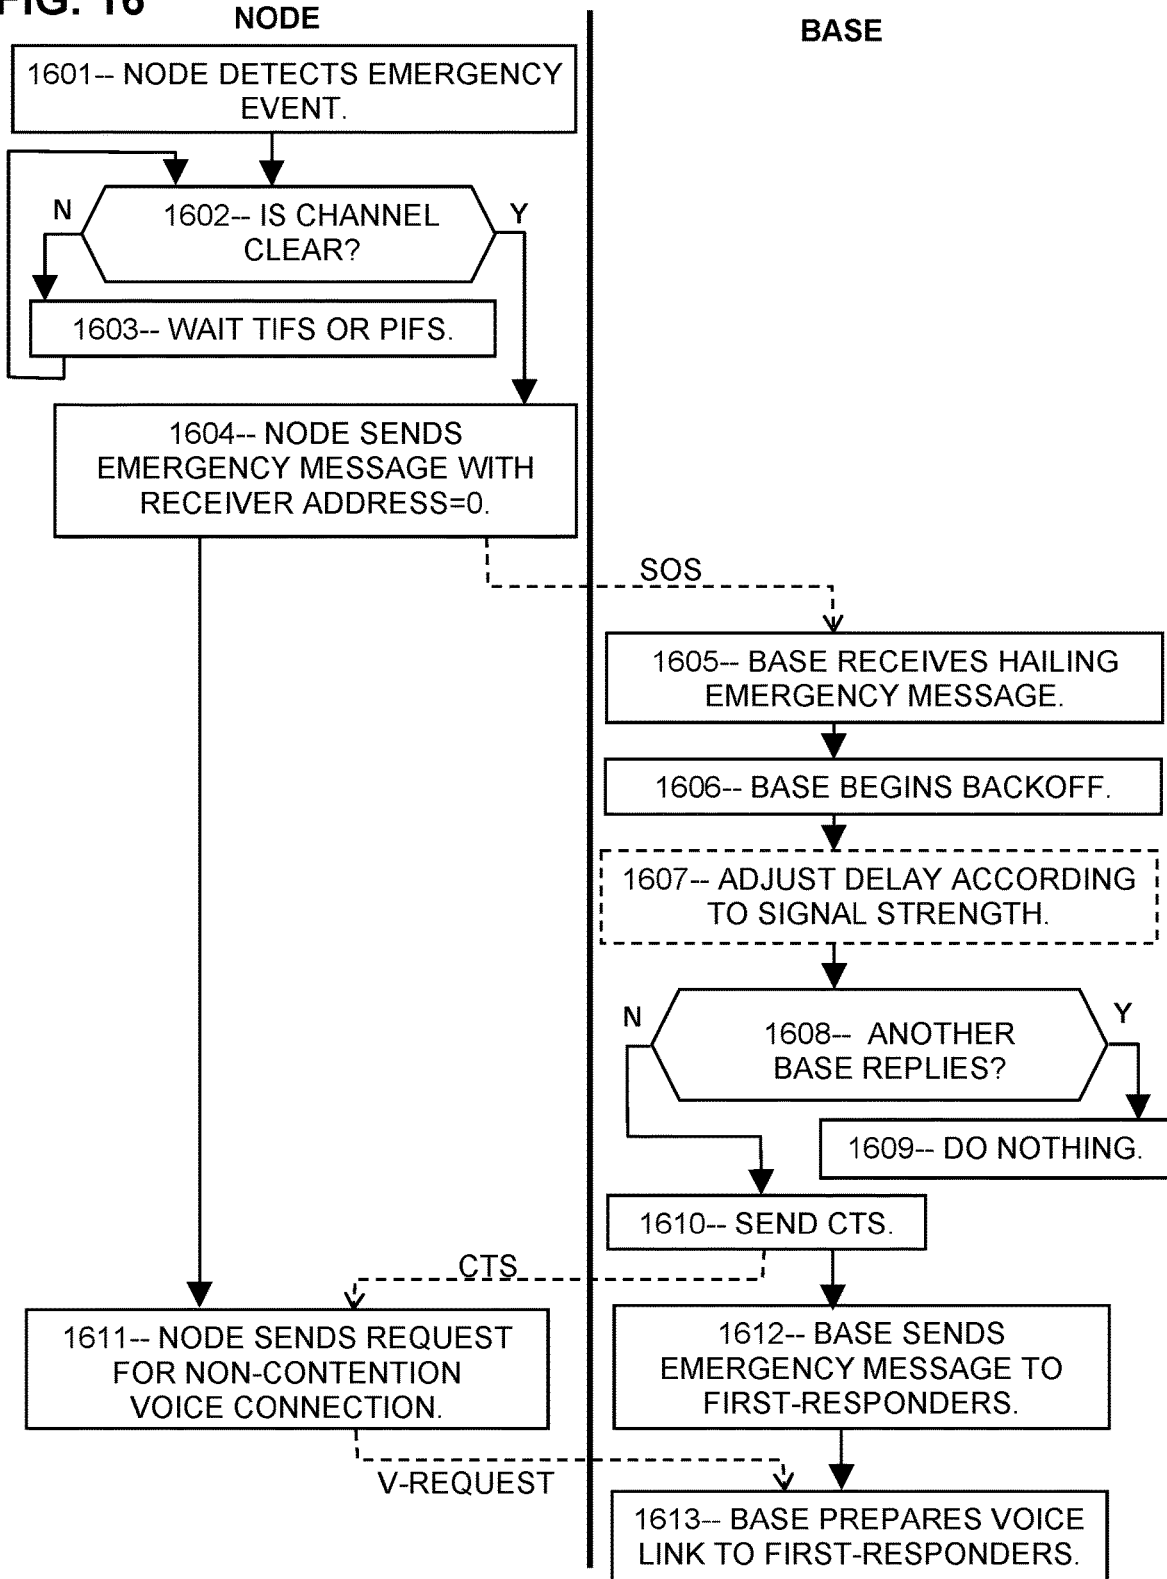 FIG. 16
NODE
BASE
1601-- NODE DETECTS EMERGENCY
EVENT.
N
1602-- IS CHANNEL
CLEAR?
Y
1603-- WAIT TIFS OR PIFS.
1604-- NODE SENDS
EMERGENCY MESSAGE WITH
RECEIVER ADDRESS=0.
SOS
1605-- BASE RECEIVES HAILING
EMERGENCY MESSAGE.
1606-- BASE BEGINS BACKOFF.
1607-- ADJUST DELAY ACCORDING
TO SIGNAL STRENGTH.
N
1608-- ANOTHER
BASE REPLIES?
Y
1609-- DO NOTHING.
1610-- SEND CTS.
CTS
1611-- NODE SENDS REQUEST
FOR NON-CONTENTION
VOICE CONNECTION.
1612-- BASE SENDS
EMERGENCY MESSAGE TO
FIRST-RESPONDERS.
V-REQUEST
1613-- BASE PREPARES VOICE
LINK TO FIRST-RESPONDERS.